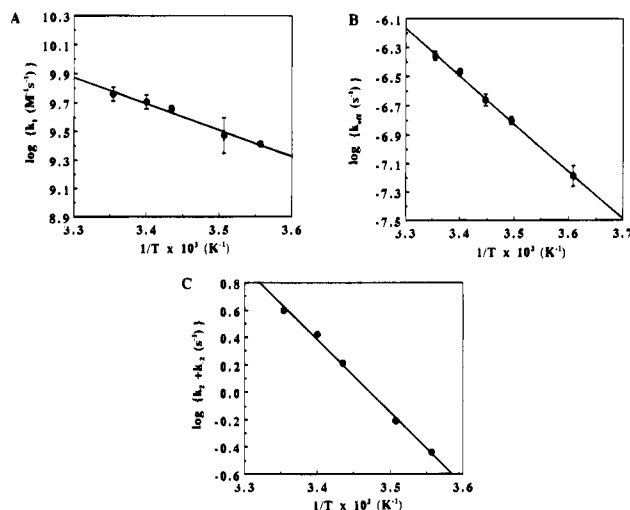 A
10.3
10.1
9.9
9.7
9.5
9.3
9.1
8.9
log {k₁ (M⁻¹s⁻¹)}
3.3 3.4 3.5 3.6
1/T x 10³ (K⁻¹)
B
-6.1
-6.3
-6.5
-6.7
-6.9
-7.1
-7.3
-7.5
log {k_off (s⁻¹)}
3.3 3.4 3.5 3.6 3.7
1/T x 10³ (K⁻¹)
C
0.8
0.6
0.4
0.2
0.0
-0.2
-0.4
-0.6
log {k₂ +k₋₂ (s⁻¹)}
3.3 3.4 3.5 3.6
1/T x 10³ (K⁻¹)